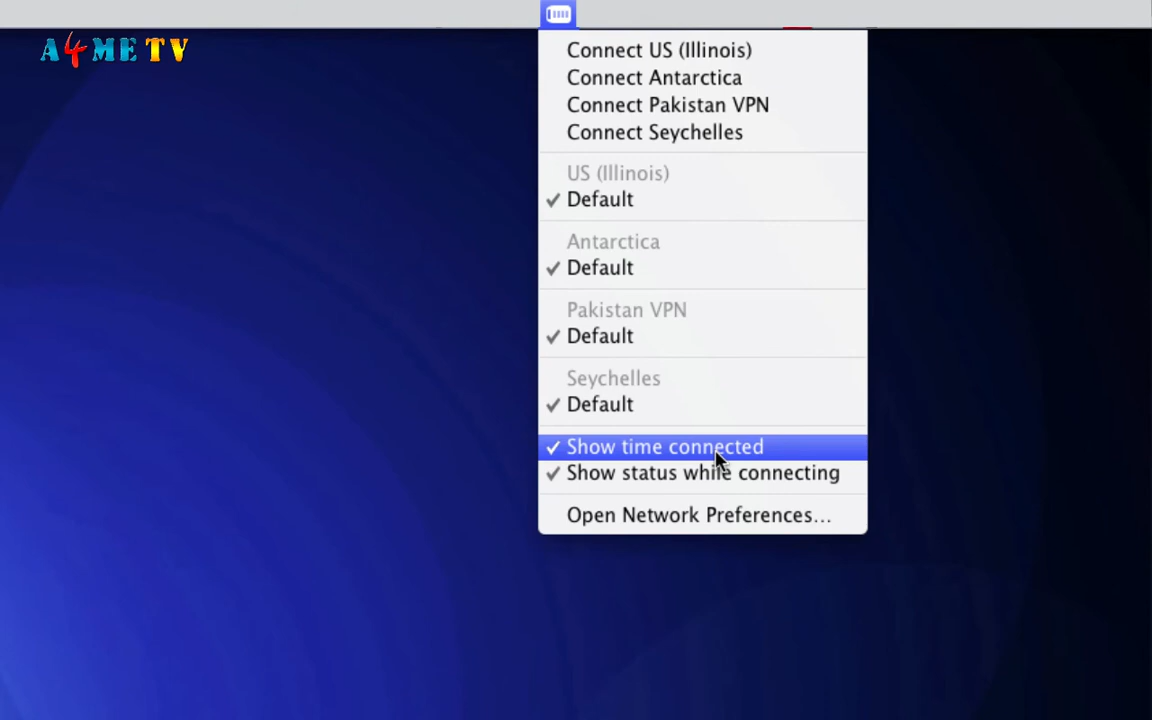 A4ME TV
Connect US (Illinois)
Connect Antarctica
Connect Pakistan VPN
Connect Seychelles
US (Illinois)
✓ Default
Antarctica
✓ Default
Pakistan VPN
✓ Default
Seychelles
✓ Default
✓ Show time connected
✓ Show status while connecting
Open Network Preferences...